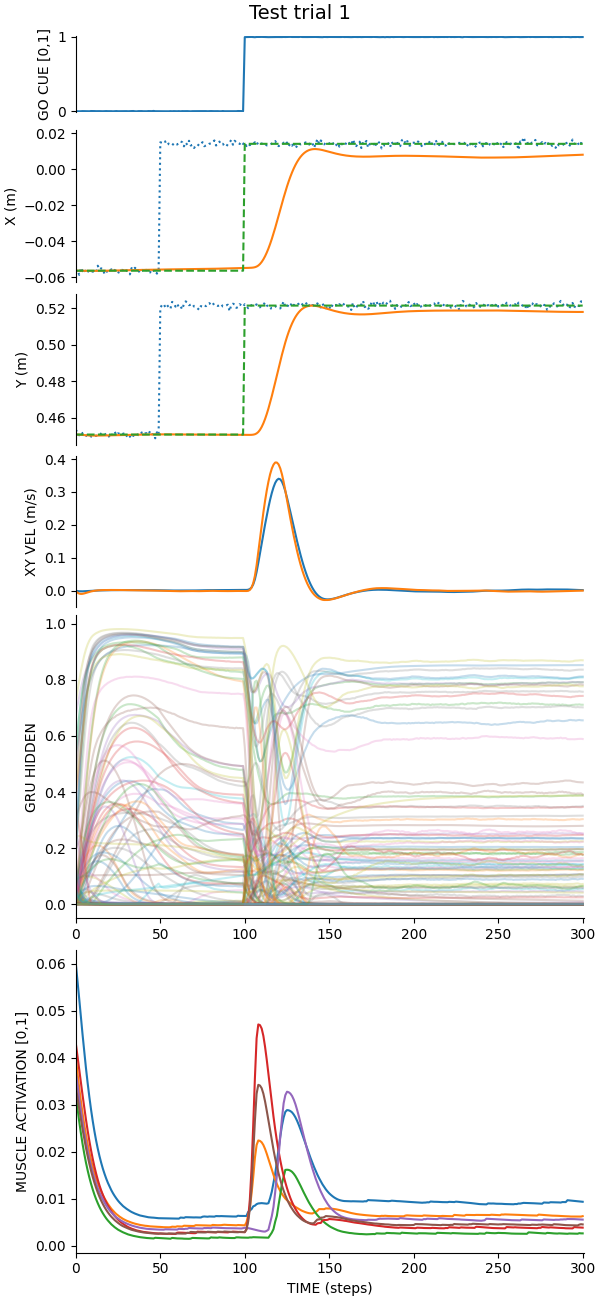 Test trial 1
GO CUE [0,1]
1
0
X (m)
0.02
0.00
−0.02
−0.04
−0.06
Y (m)
0.52
0.50
0.48
0.46
XY VEL (m/s)
0.4
0.3
0.2
0.1
0.0
GRU HIDDEN
1.0
0.8
0.6
0.4
0.2
0.0
0 50 100 150 200 250 300
MUSCLE ACTIVATION [0,1]
0.06
0.05
0.04
0.03
0.02
0.01
0.00
0 50 100 150 200 250 300
TIME (steps)